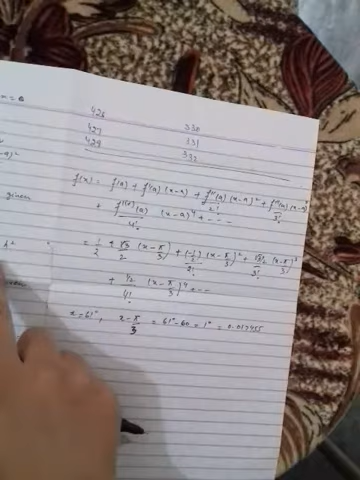 426 330
427 331
429 332
f(x) = f(a) + f'(a) (x-a) + f''(a) (x-a)² + f'''(a) (x-a)³
2! 3!
+ f⁽⁴⁾(a) (x-a)⁴ + ---
4!
given
= 1/2 + √3/2 (x - π/3) + (-1/2) (x - π/3)² + √3/2 (x - π/3)³
2! 3!
+ 1/2 (x - π/3)⁴ + ---
4!
x = 61°, x - π/3 = 61° - 60 = 1° = 0.017455